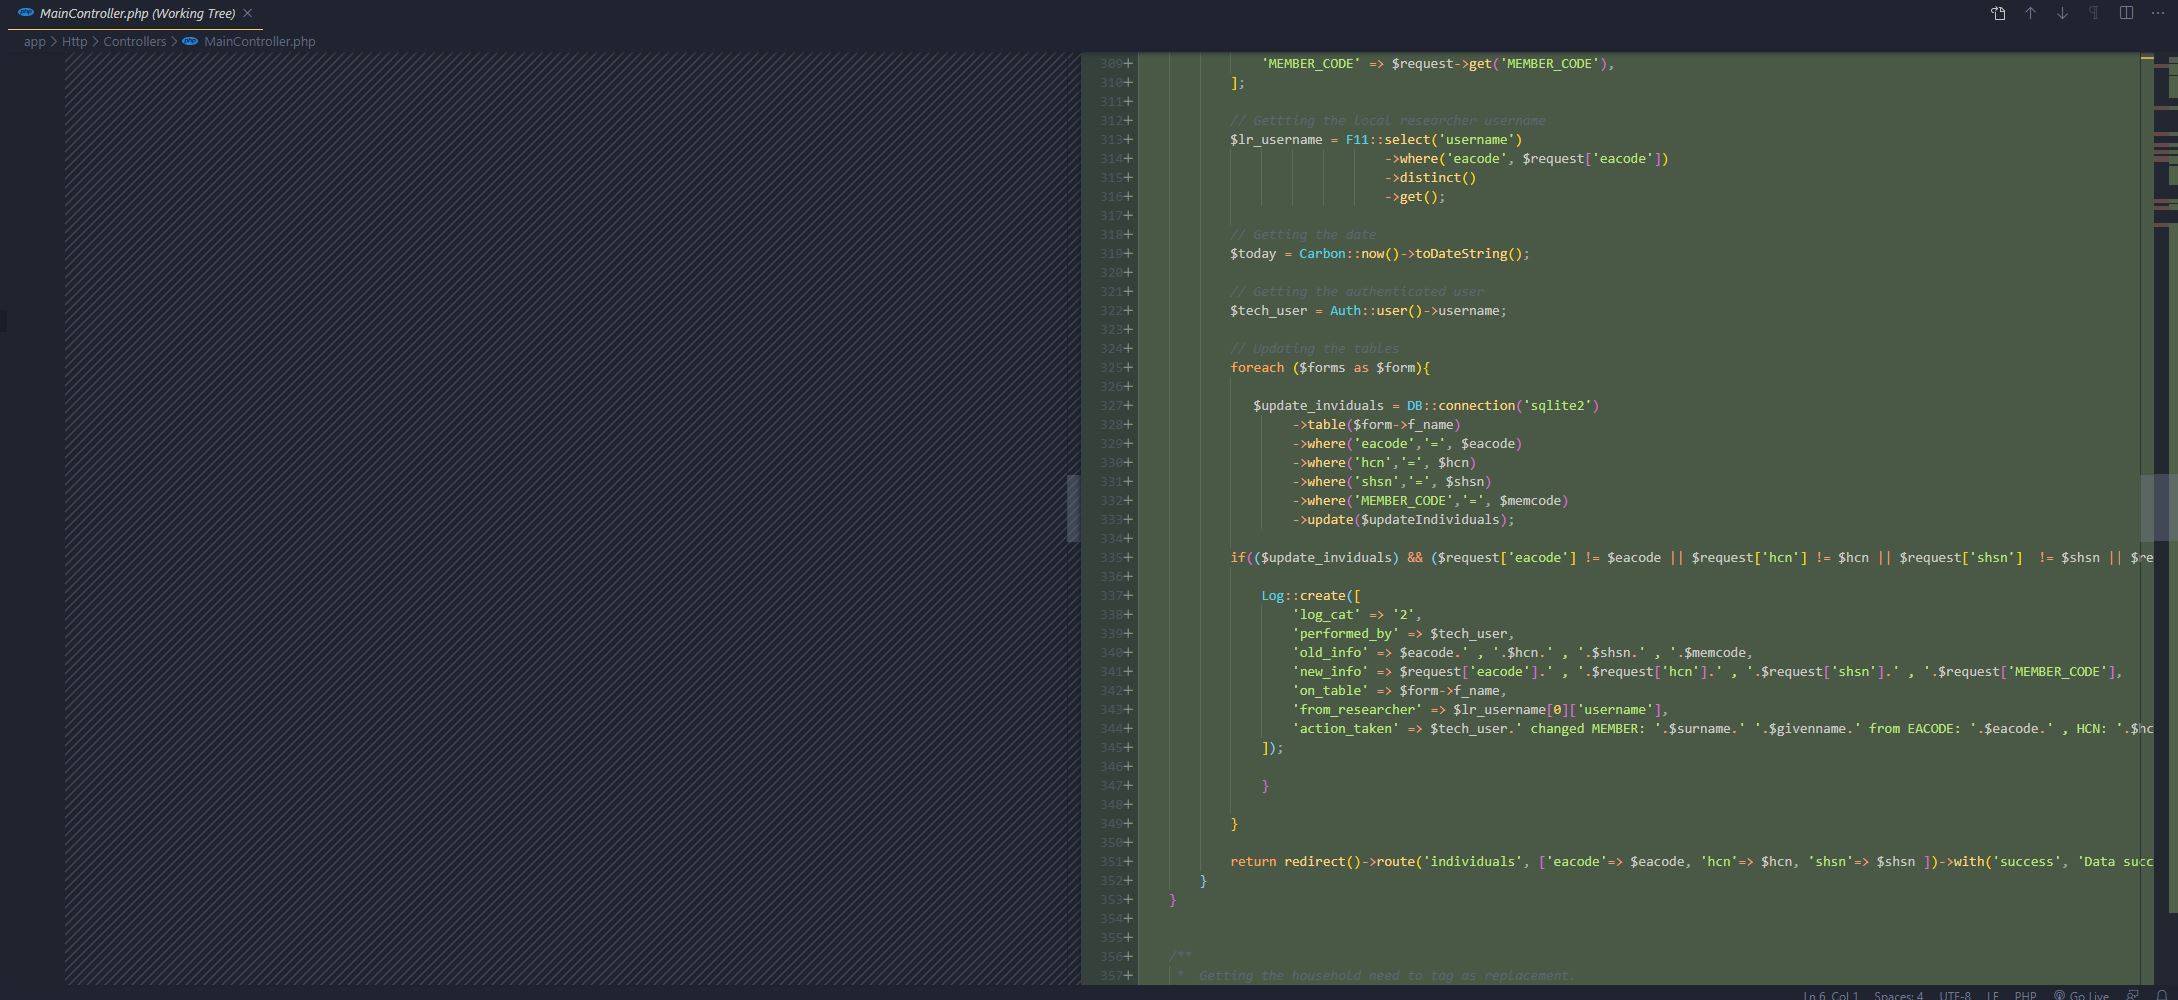 MainController.php (Working Tree)
app > Http > Controllers > MainController.php
309+ 'MEMBER_CODE' => $request->get('MEMBER_CODE'),
310+ ];
311+
312+ // Gettting the local researcher username
313+ $lr_username = F11::select('username')
314+ ->where('eacode', $request['eacode'])
315+ ->distinct()
316+ ->get();
317+
318+ // Getting the date
319+ $today = Carbon::now()->toDateString();
320+
321+ // Getting the authenticated user
322+ $tech_user = Auth::user()->username;
323+
324+ // Updating the tables
325+ foreach ($forms as $form){
326+
327+ $update_inviduals = DB::connection('sqlite2')
328+ ->table($form->f_name)
329+ ->where('eacode','=', $eacode)
330+ ->where('hcn','=', $hcn)
331+ ->where('shsn','=', $shsn)
332+ ->where('MEMBER_CODE','=', $memcode)
333+ ->update($updateIndividuals);
334+
335+ if(($update_inviduals) && ($request['eacode'] != $eacode || $request['hcn'] != $hcn || $request['shsn']  != $shsn || $re
336+
337+ Log::create([
338+ 'log_cat' => '2',
339+ 'performed_by' => $tech_user,
340+ 'old_info' => $eacode.' , '.$hcn.' , '.$shsn.' , '.$memcode,
341+ 'new_info' => $request['eacode'].' , '.$request['hcn'].' , '.$request['shsn'].' , '.$request['MEMBER_CODE'],
342+ 'on_table' => $form->f_name,
343+ 'from_researcher' => $lr_username[0]['username'],
344+ 'action_taken' => $tech_user.' changed MEMBER: '.$surname.' '.$givenname.' from EACODE: '.$eacode.' , HCN: '.$hc
345+ ]);
346+
347+ }
348+
349+ }
350+
351+ return redirect()->route('individuals', ['eacode'=> $eacode, 'hcn'=> $hcn, 'shsn'=> $shsn ])->with('success', 'Data succ
352+ }
353+ }
354+
355+
356+ /**
357+ * Getting the household need to tag as replacement.
Ln 6, Col 1 Spaces: 4 UTF-8 LF PHP Go Live